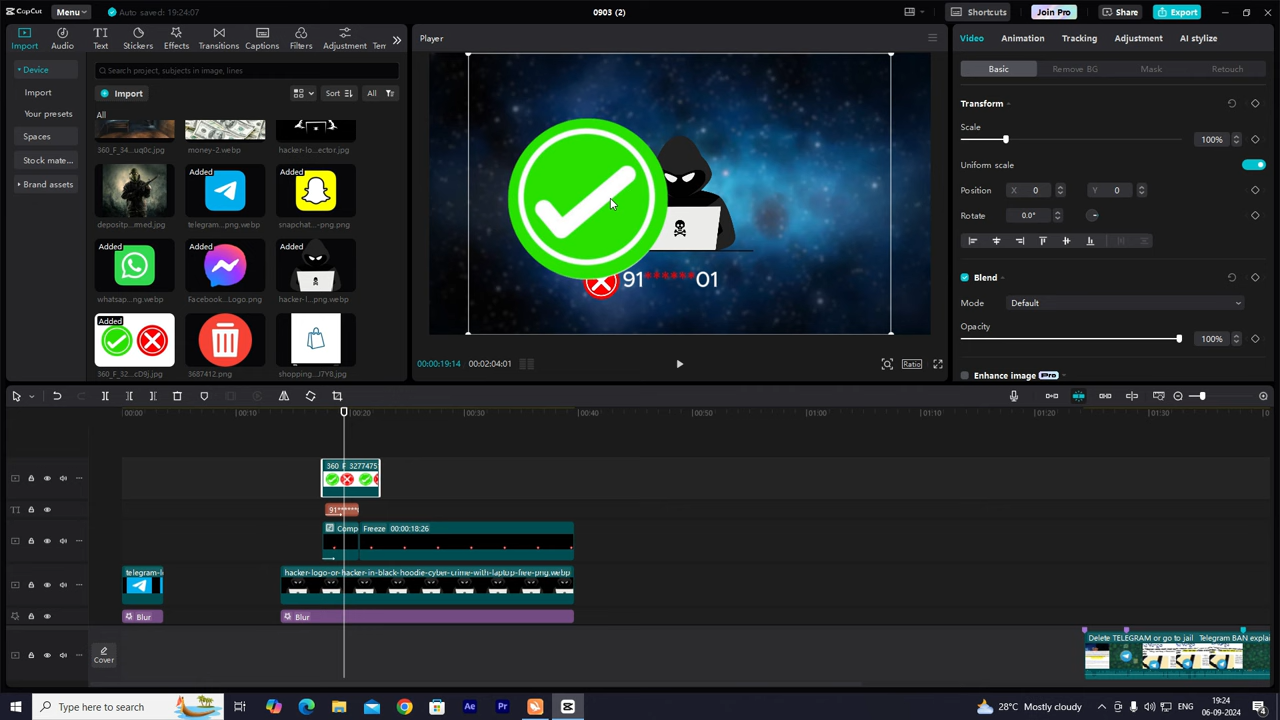 CapCut
Menu
Auto saved: 19:24:07
0903 (2)
Shortcuts
Join Pro
Share
Export
Import
Audio
Text
Stickers
Effects
Transitions
Captions
Filters
Adjustment
Player
Video
Animation
Tracking
Adjustment
AI stylize
Device
Import
Your presets
Spaces
Stock mate...
Brand assets
Search project, subjects in image, lines
Import
Sort
All
All
360_F_34...uq0c.jpg
money-2.webp
hacker-lo...ector.jpg
Added
Added
depositp...rmed.jpg
telegram...png.webp
snapchat...-png.png
Added
Added
Added
whatsap...ng.webp
Facebook...Logo.png
hacker-l...png.webp
Added
360_F_32...cD9j.jpg
3687412.png
shopping...J7YB.jpg
91******01
00:00:19:14
00:02:04:01
Ratio
Basic
Remove BG
Mask
Retouch
Transform
Scale
100%
Uniform scale
Position
X
0
Y
0
Rotate
0.0°
Blend
Mode
Default
Opacity
100%
Enhance image
Pro
00:00
00:10
00:20
00:30
00:40
00:50
01:00
01:10
01:20
01:30
360 F 3277475
91******
Comp
Freeze 00:00:18:26
telegram-l
hacker-logo-or-hacker-in-black-hoodie-cyber-crime-with-laptop-free-png.webp
Blur
Blur
Cover
Delete TELEGRAM or go to jail
Telegram BAN explai
Type here to search
Ae
Pr
28°C Mostly cloudy
ENG
19:24
06-09-2024